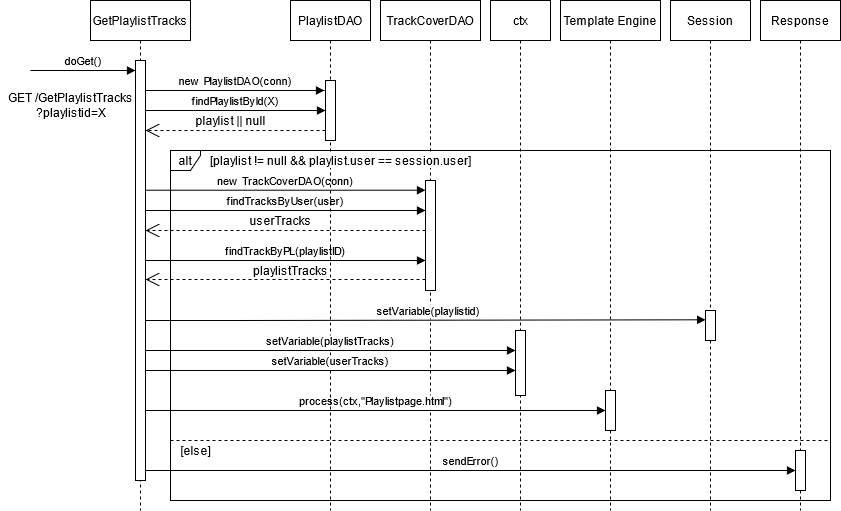 GetPlaylistTracks
PlaylistDAO
TrackCoverDAO
ctx
Template Engine
Session
Response
doGet()
GET /GetPlaylistTracks
?playlistid=X
new PlaylistDAO(conn)
findPlaylistById(X)
playlist || null
alt
[playlist != null && playlist.user == session.user]
new TrackCoverDAO(conn)
findTracksByUser(user)
userTracks
findTrackByPL(playlistID)
playlistTracks
setVariable(playlistid)
setVariable(playlistTracks)
setVariable(userTracks)
process(ctx,"Playlistpage.html")
[else]
sendError()